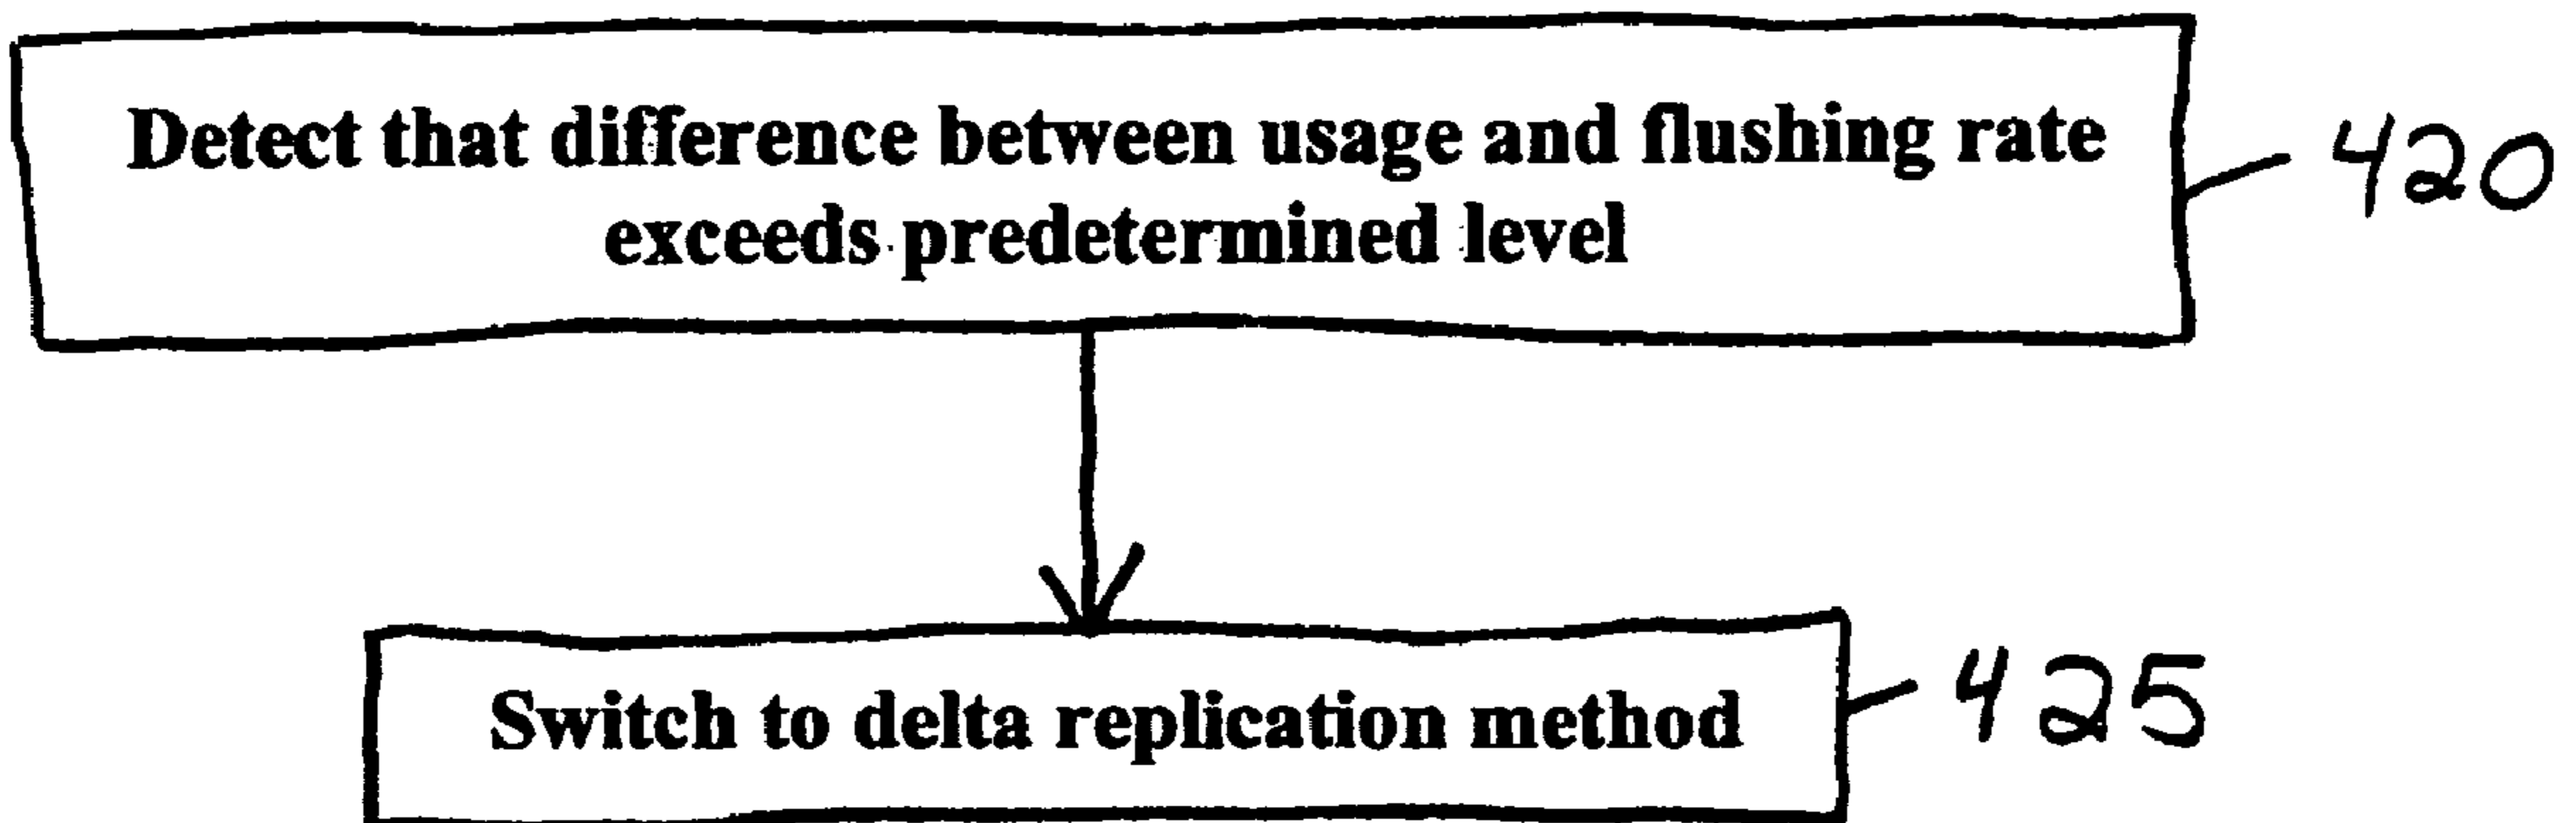 Detect that difference between usage and flushing rate
exceeds predetermined level
420
Switch to delta replication method
425